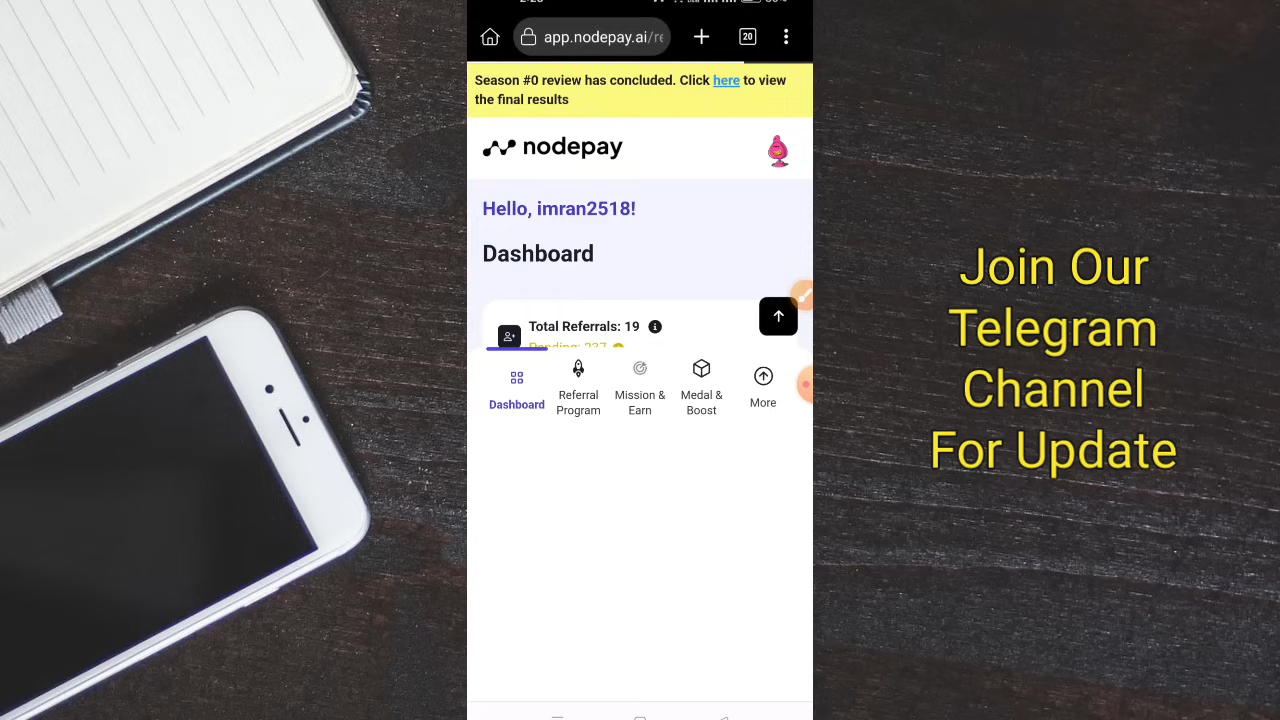 app.nodepay.ai/re
20
Season #0 review has concluded. Click here to view
the final results
nodepay
Hello, imran2518!
Dashboard
Total Referrals: 19
Pending: 237
Dashboard
Referral
Program
Mission &
Earn
Medal &
Boost
More
Join Our
Telegram
Channel
For Update